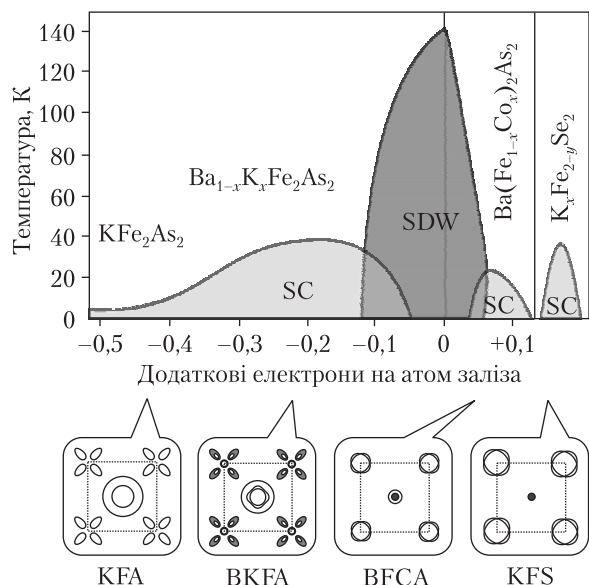 140
120
100
80
60
40
20
0
Температура, К
KFe₂As₂
Ba₁₋ₓKₓFe₂As₂
SC
SDW
SC
SC
Ba(Fe₁₋ₓCoₓ)₂As₂
KₓFe₂₋ᵧSe₂
−0,5 −0,4 −0,3 −0,2 −0,1 0 +0,1
Додаткові електрони на атом заліза
KFA BKFA BFCA KFS